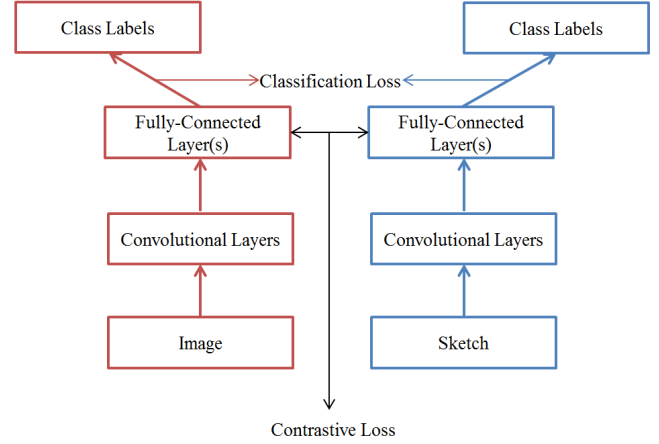 Class Labels
Class Labels
Classification Loss
Fully-Connected
Layer(s)
Fully-Connected
Layer(s)
Convolutional Layers
Convolutional Layers
Image
Sketch
Contrastive Loss